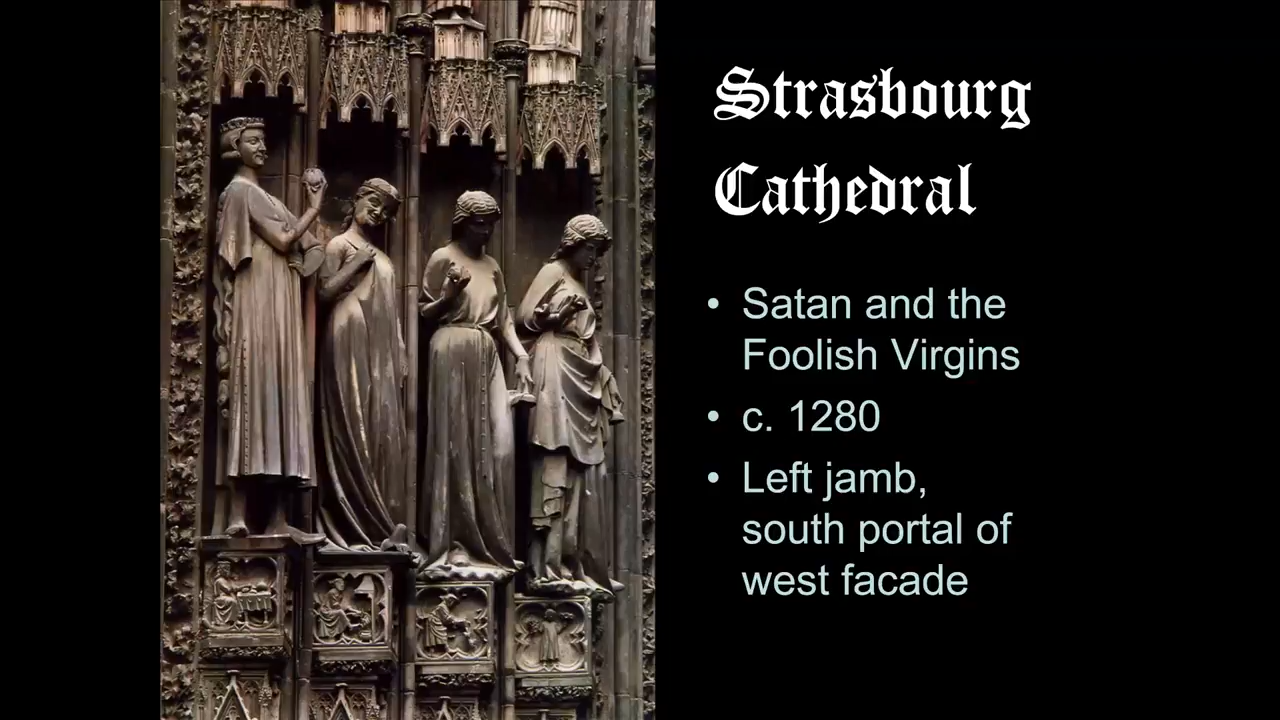 Strasbourg
Cathedral
• Satan and the
Foolish Virgins
• c. 1280
• Left jamb,
south portal of
west facade